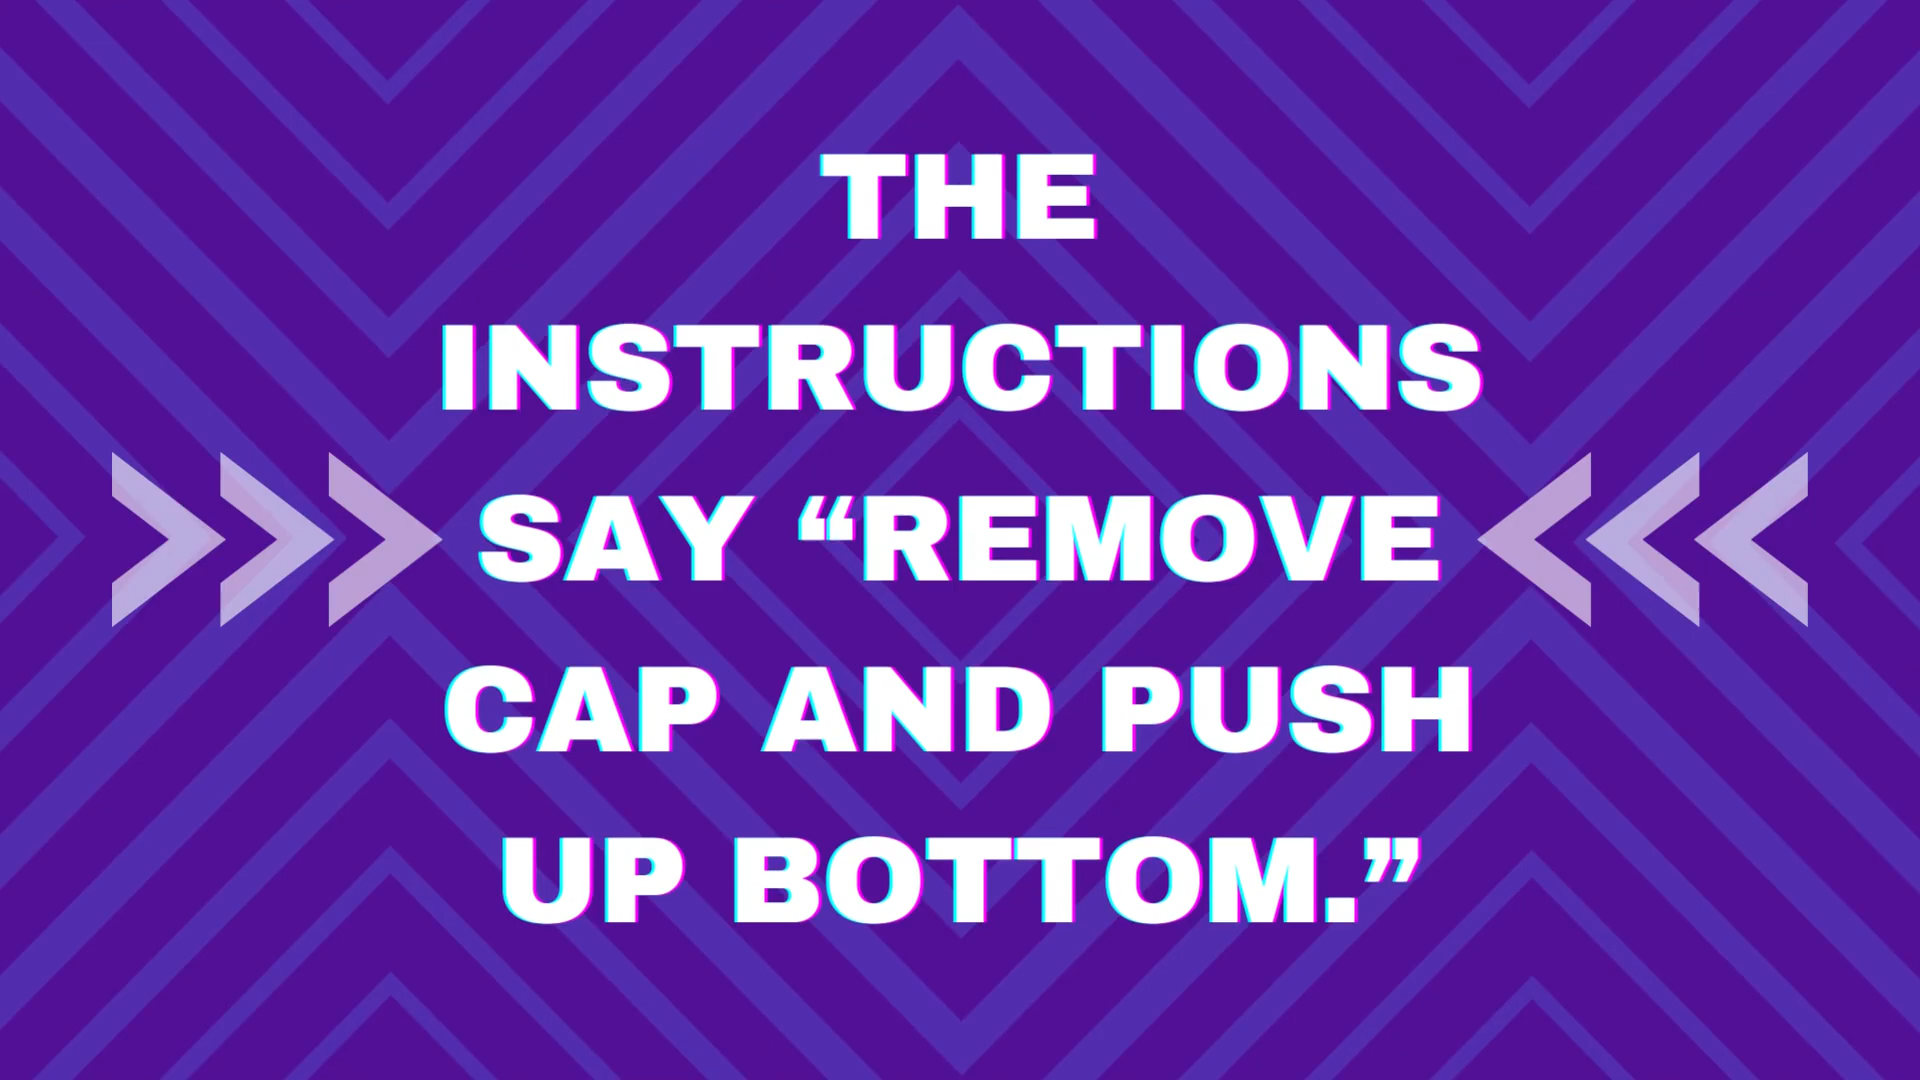 THE
INSTRUCTIONS
SAY “REMOVE
CAP AND PUSH
UP BOTTOM.”